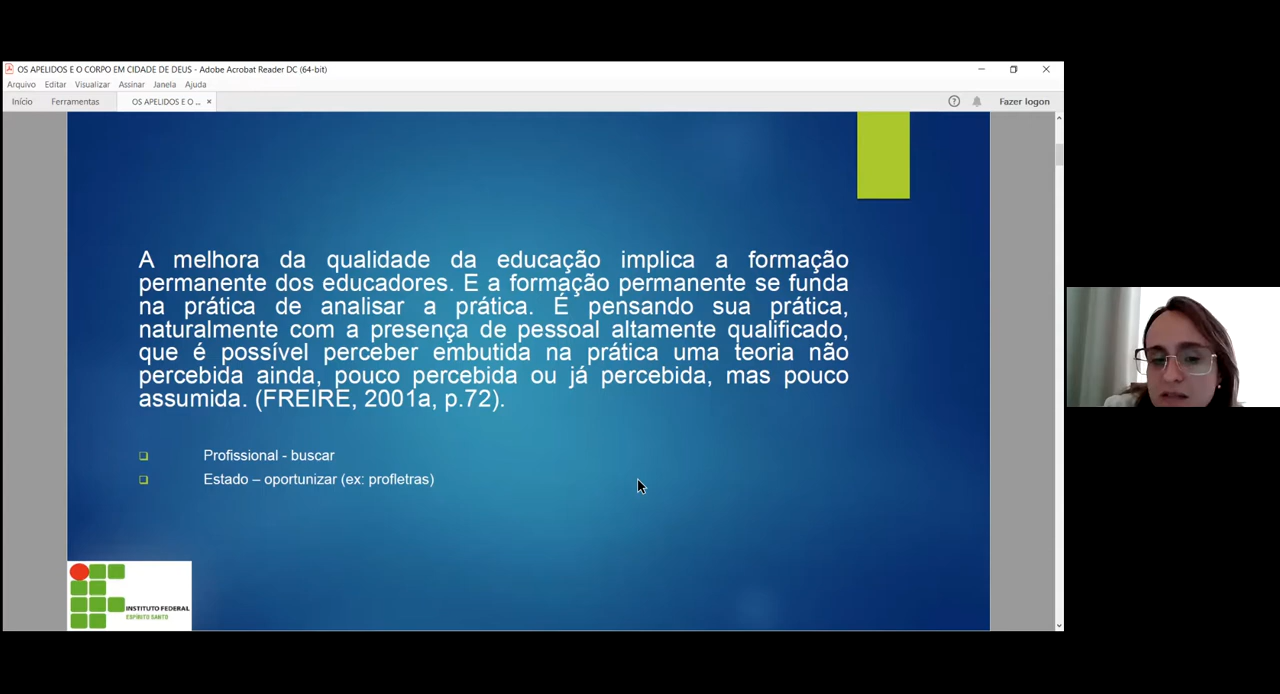 OS APELIDOS E O CORPO EM CIDADE DE DEUS - Adobe Acrobat Reader DC (64-bit)
Arquivo Editar Visualizar Assinar Janela Ajuda
Início Ferramentas OS APELIDOS E O ... × Fazer logon
A melhora da qualidade da educação implica a formação
permanente dos educadores. E a formação permanente se funda
na prática de analisar a prática. É pensando sua prática,
naturalmente com a presença de pessoal altamente qualificado,
que é possível perceber embutida na prática uma teoria não
percebida ainda, pouco percebida ou já percebida, mas pouco
assumida. (FREIRE, 2001a, p.72).
Profissional - buscar
Estado – oportunizar (ex: profletras)
INSTITUTO FEDERAL
ESPÍRITO SANTO